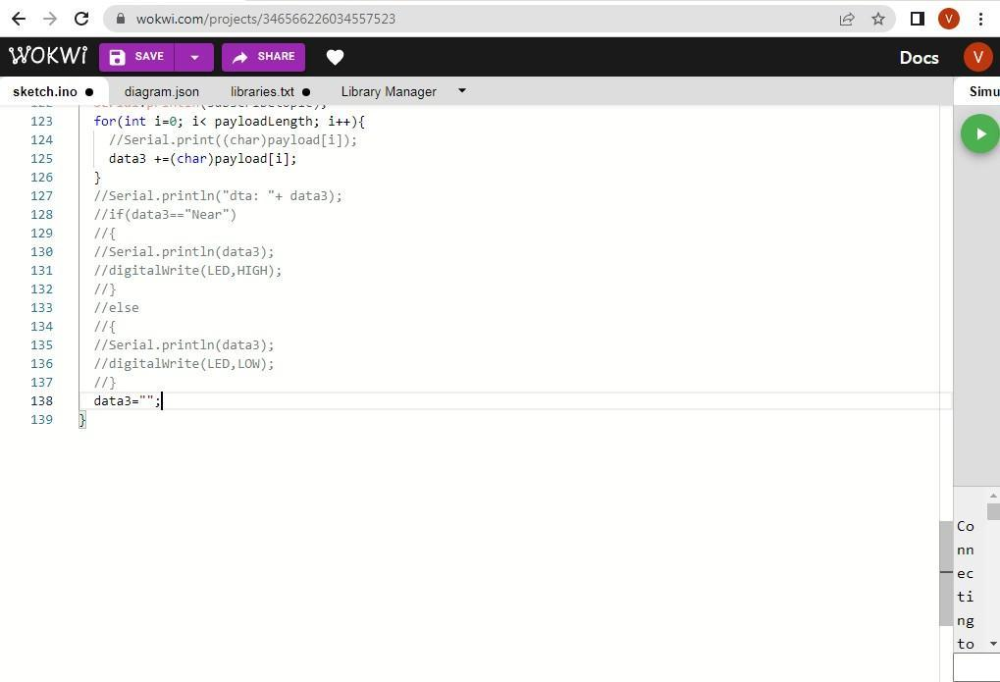 wokwi.com/projects/346566226034557523
V
WOKWi
SAVE
SHARE
Docs
V
sketch.ino ●
diagram.json
libraries.txt ●
Library Manager
Simu
122 Serial.println(subscribetopic);
123 for(int i=0; i< payloadLength; i++){
124 //Serial.print((char)payload[i]);
125 data3 +=(char)payload[i];
126 }
127 //Serial.println("dta: "+ data3);
128 //if(data3=="Near")
129 //{
130 //Serial.println(data3);
131 //digitalWrite(LED,HIGH);
132 //}
133 //else
134 //{
135 //Serial.println(data3);
136 //digitalWrite(LED,LOW);
137 //}
138 data3="";
139 }
Co
nn
ec
ti
ng
to